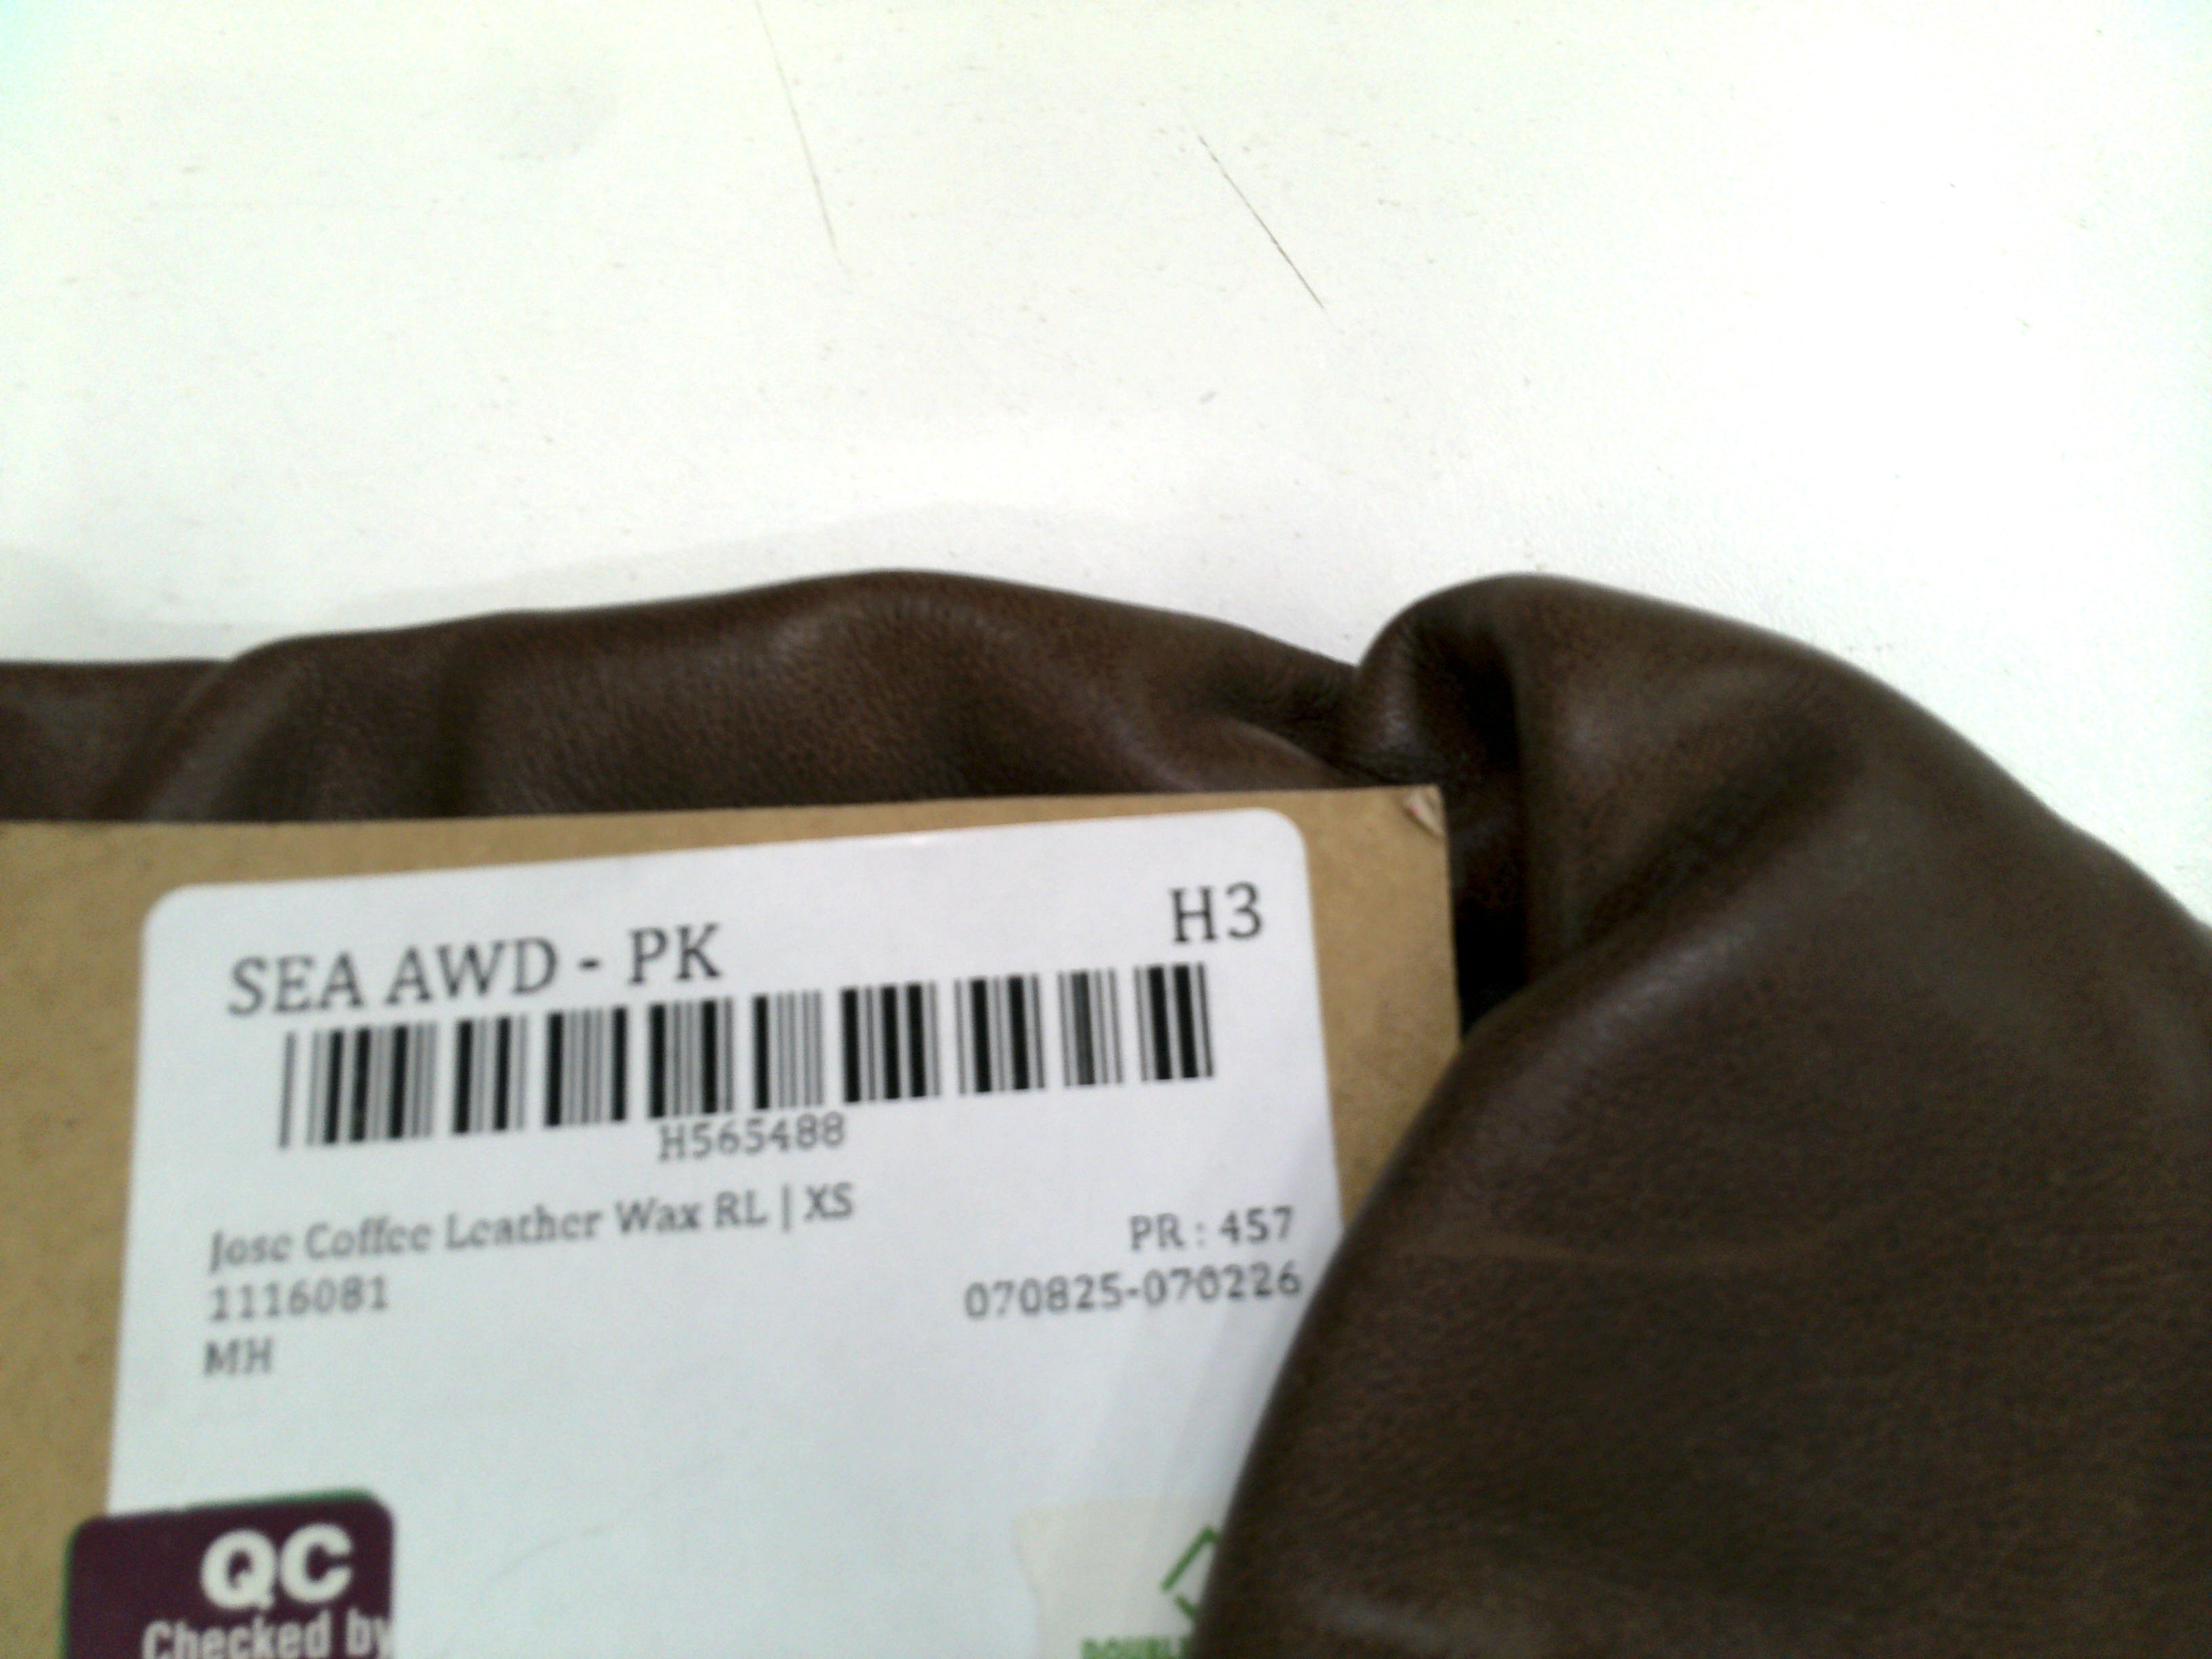 SEA AWD - PK
H3
H565488
Jose Coffee Leather Wax RL | XS
PR : 457
1116081
070825-070226
MH
QC
Checked by